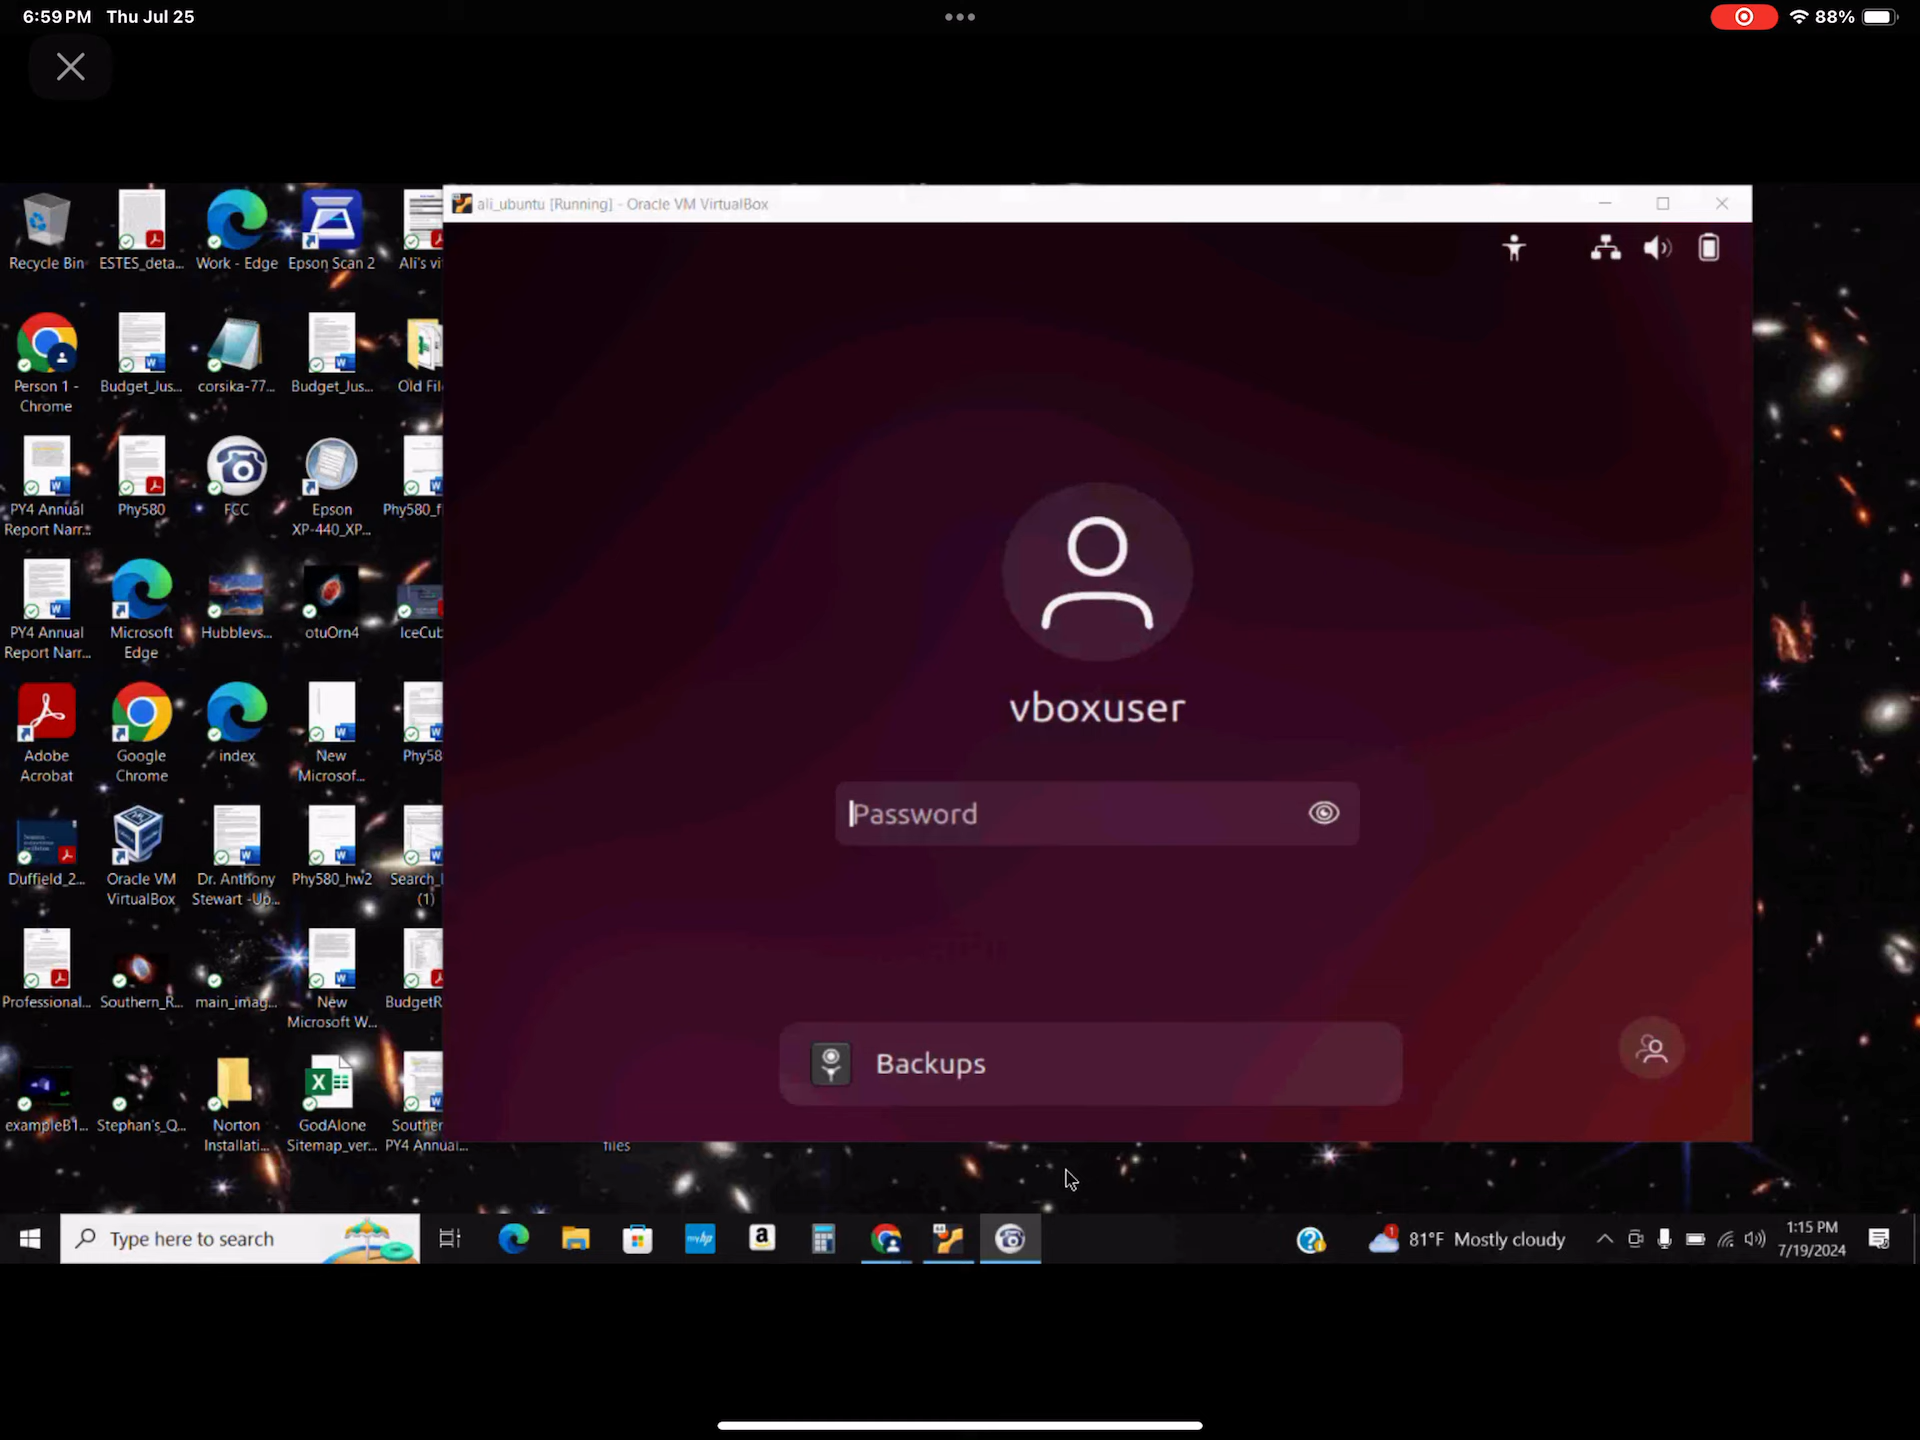 6:59 PM Thu Jul 25
88%
ali_ubuntu [Running] - Oracle VM VirtualBox
Recycle Bin
ESTES_deta...
Work - Edge
Epson Scan 2
Ali's vi
Person 1 -
Chrome
Budget_Jus...
corsika-77...
Budget_Jus...
Old Fil
PY4 Annual
Report Narr...
Phy580
FCC
Epson
XP-440_XP...
Phy580_f
PY4 Annual
Report Narr...
Microsoft
Edge
Hubblevs...
otuOrn4
IceCub
Adobe
Acrobat
Google
Chrome
index
New
Microsof...
Phy58
Duffield_2...
Oracle VM
VirtualBox
Dr. Anthony
Stewart -Ub...
Phy580_hw2
Search_
(1)
Professional...
Southern_R...
main_imag...
New
Microsoft W...
BudgetR
exampleB1...
Stephan's_Q...
Norton
Installati...
GodAlone
Sitemap_ver...
Souther
PY4 Annual...
files
vboxuser
Password
Backups
Type here to search
myhp
81°F Mostly cloudy
1:15 PM
7/19/2024